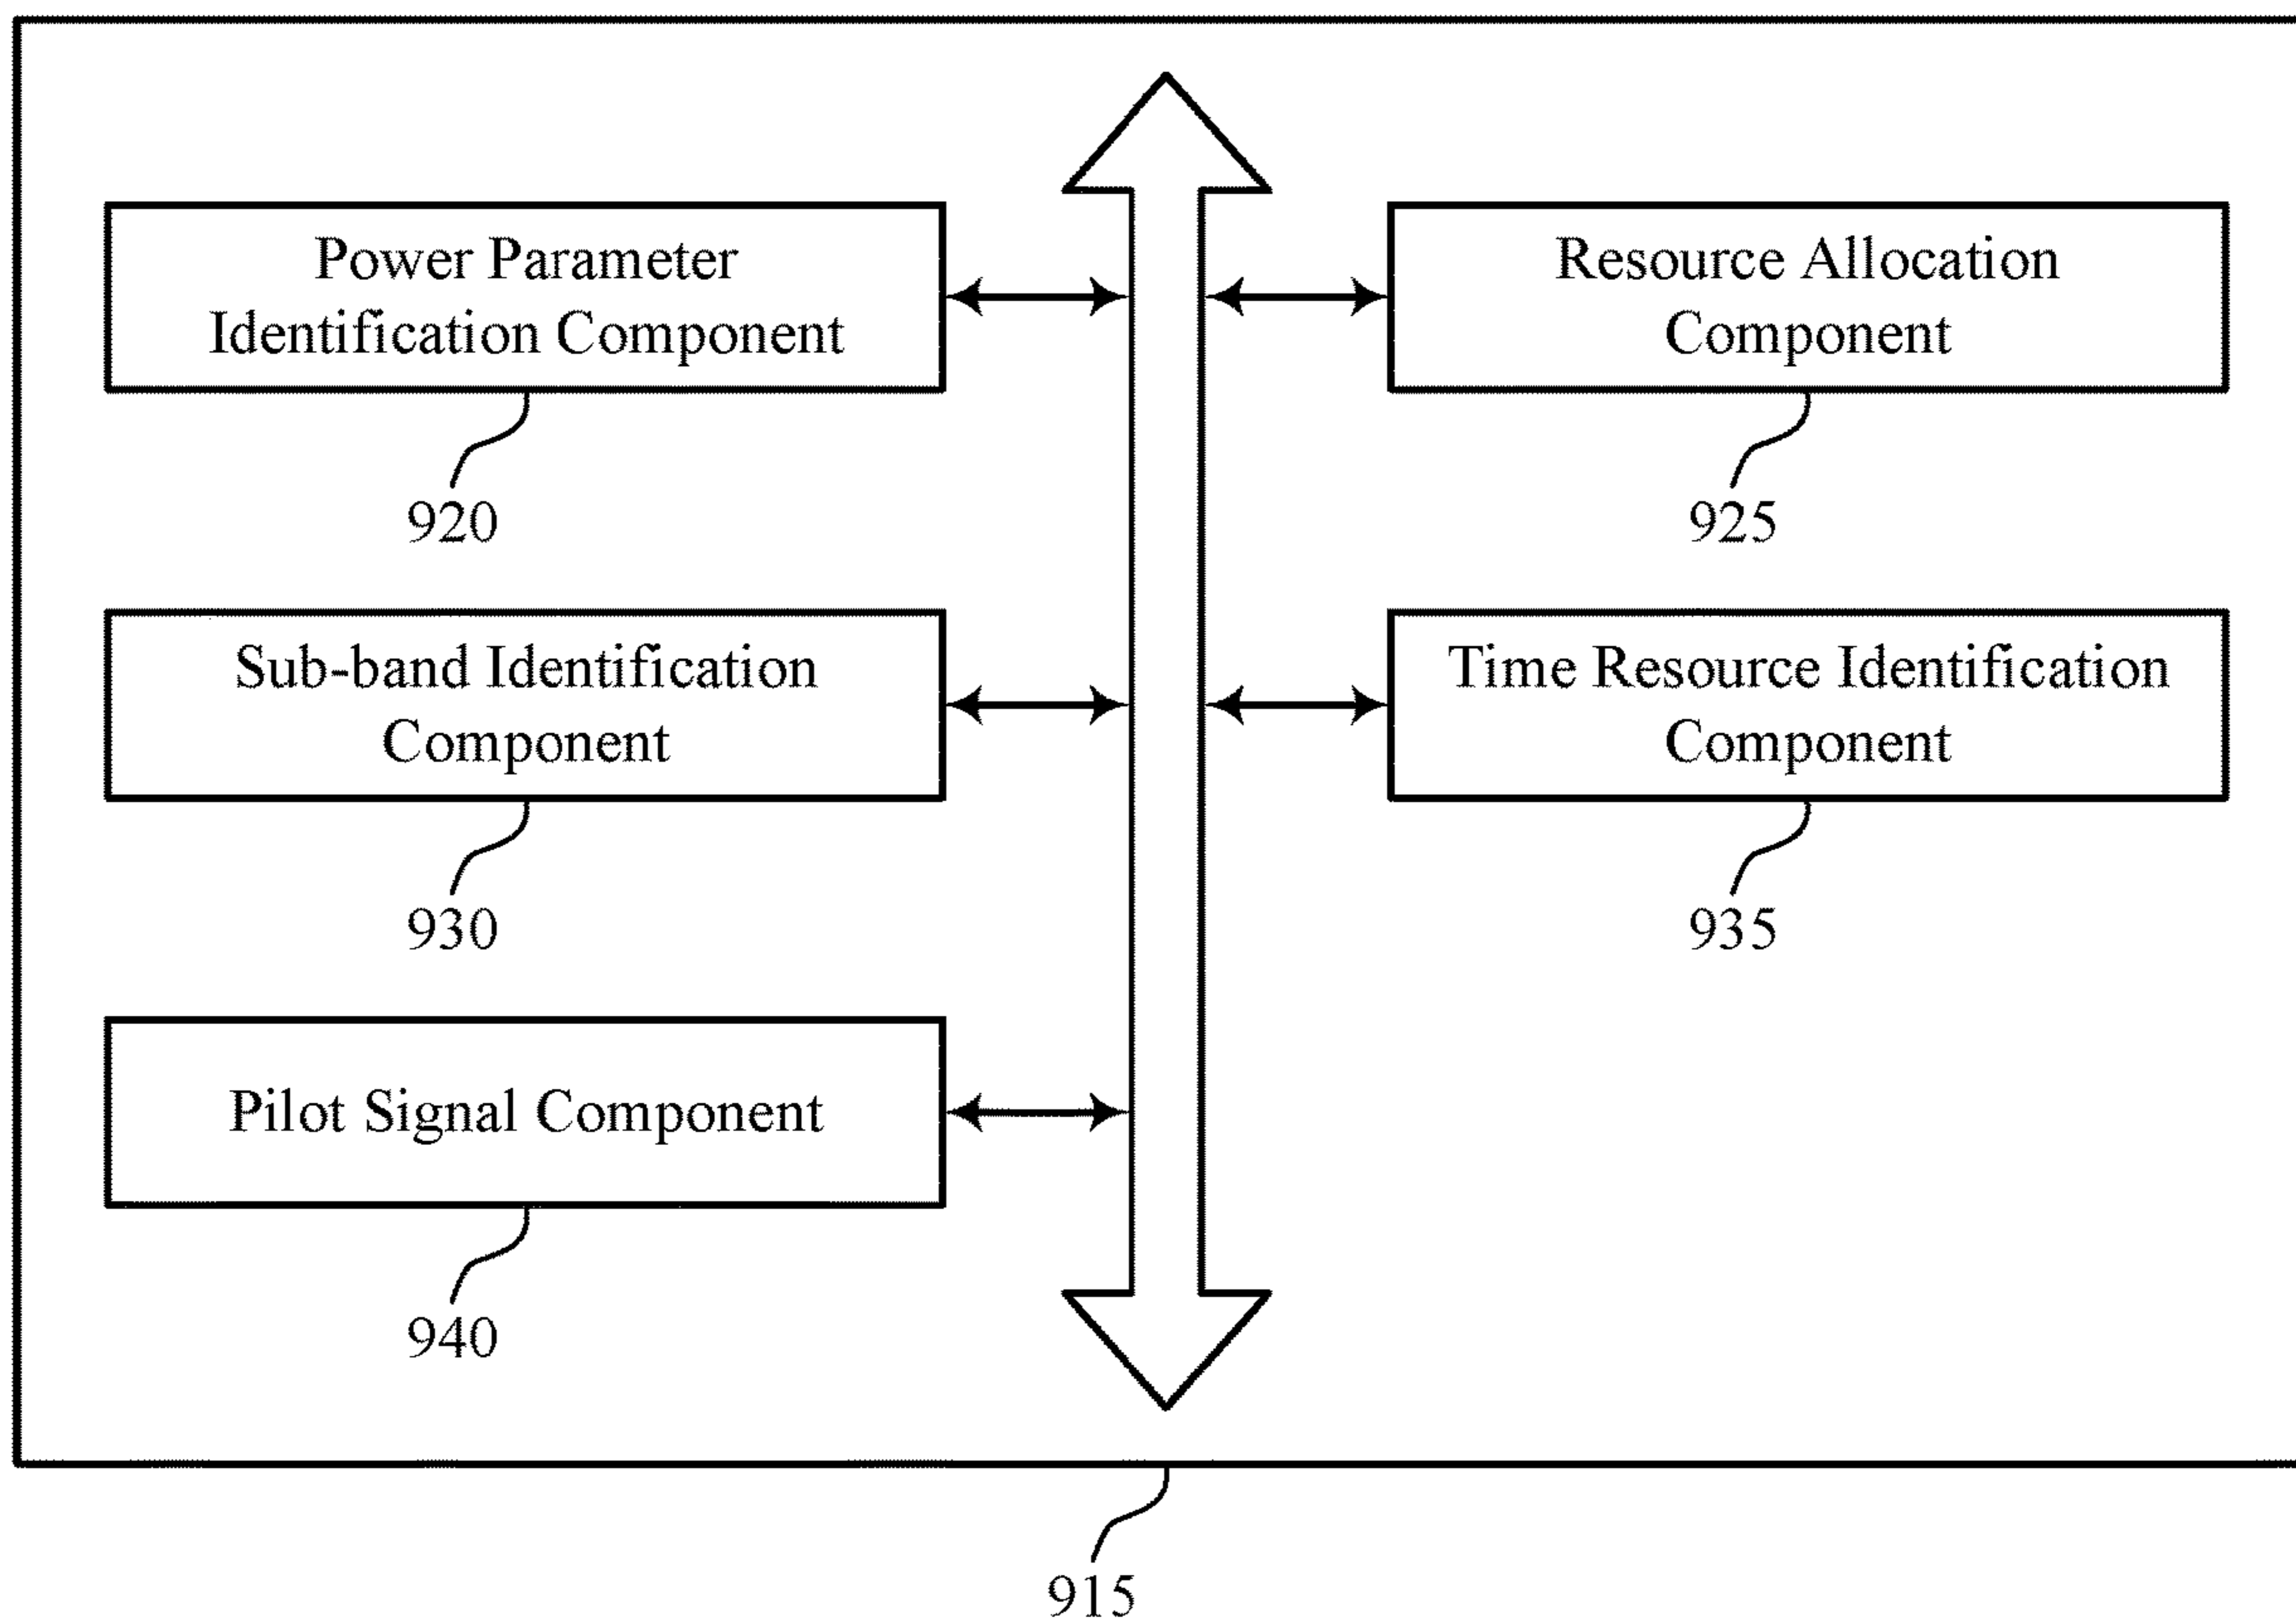 Power Parameter
Identification Component
920
Resource Allocation
Component
925
Sub-band Identification
Component
930
Time Resource Identification
Component
935
Pilot Signal Component
940
915